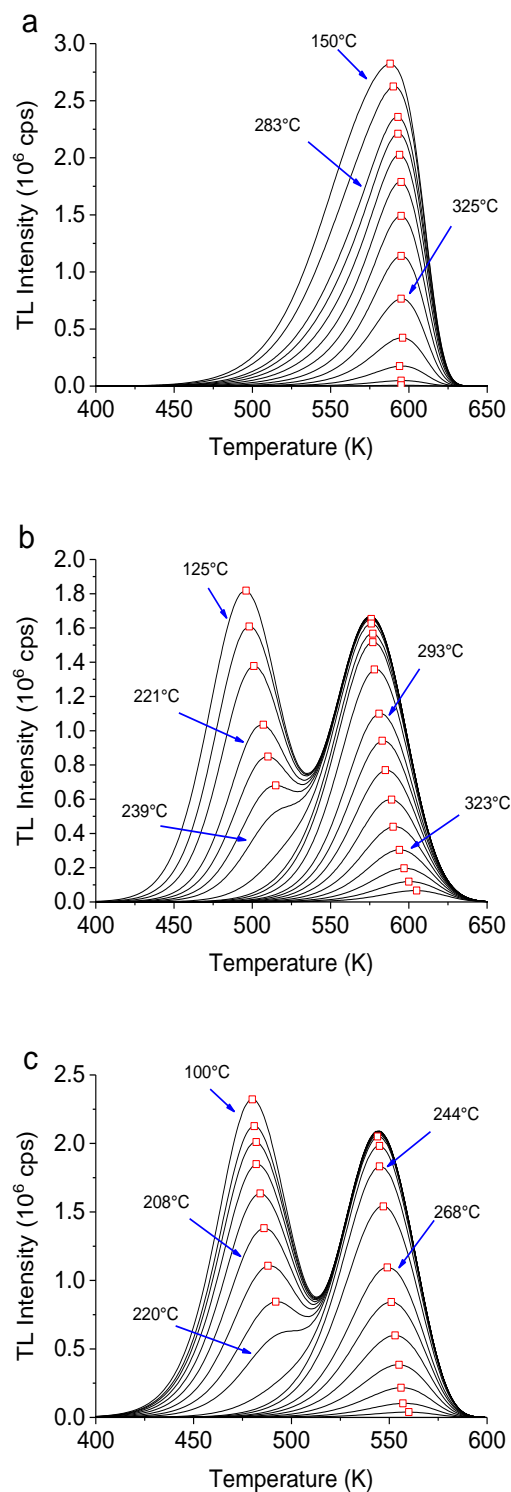 a
TL Intensity (10⁶ cps)
3.0
2.5
2.0
1.5
1.0
0.5
0.0
150°C
283°C
325°C
400 450 500 550 600 650
Temperature (K)
b
TL Intensity (10⁶ cps)
2.0
1.8
1.6
1.4
1.2
1.0
0.8
0.6
0.4
0.2
0.0
125°C
221°C
239°C
293°C
323°C
400 450 500 550 600 650
Temperature (K)
c
TL Intensity (10⁶ cps)
2.5
2.0
1.5
1.0
0.5
0.0
100°C
208°C
220°C
244°C
268°C
400 450 500 550 600
Temperature (K)